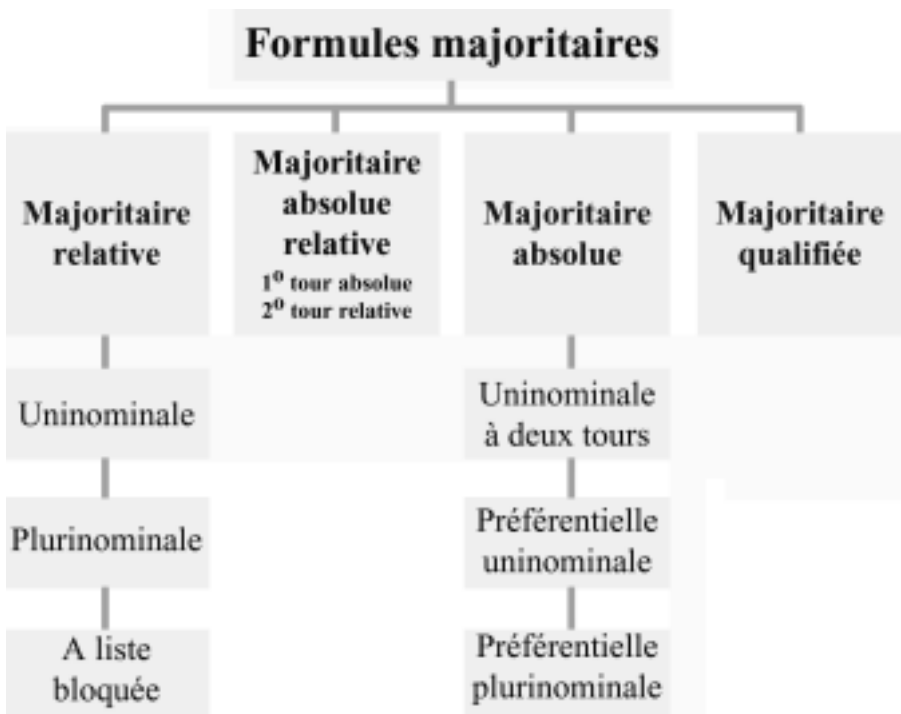 Formules majoritaires
Majoritaire
relative
Majoritaire
absolue
relative
1º tour absolue
2º tour relative
Majoritaire
absolue
Majoritaire
qualifiée
Uninominale
Plurinominale
A liste
bloquée
Uninominale
à deux tours
Préférentielle
uninominale
Préférentielle
plurinominale